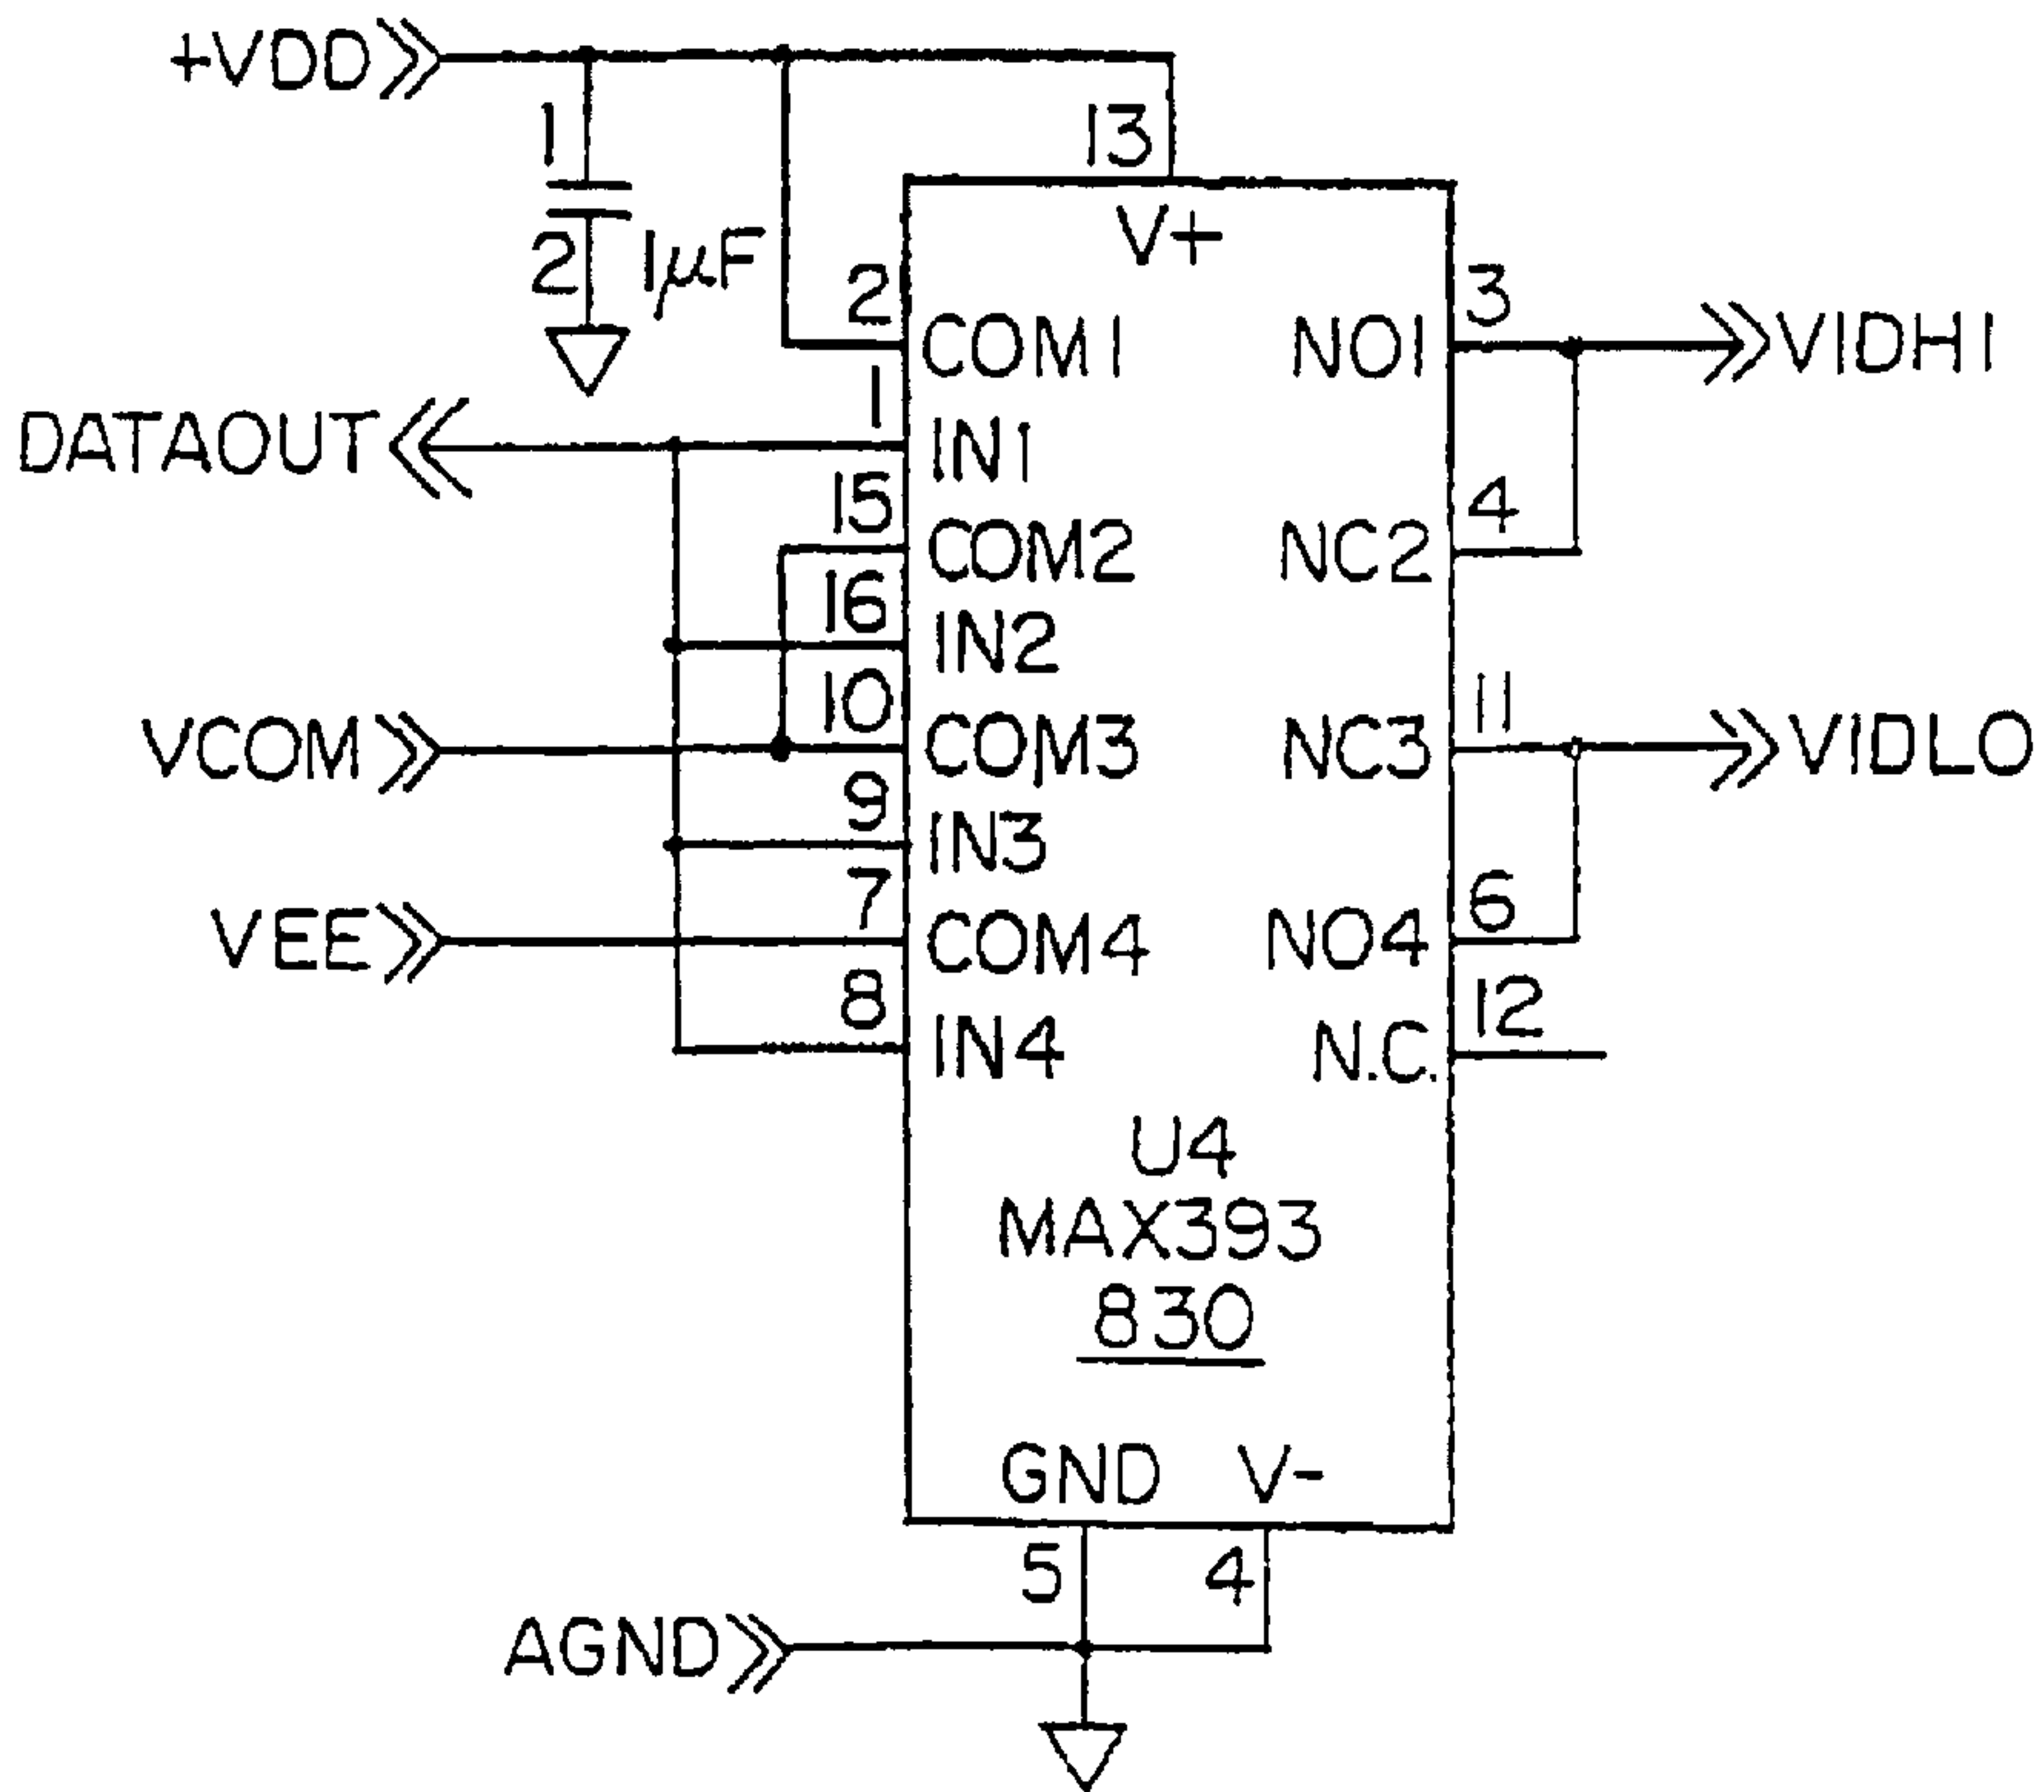 +VDD
1
13
V+
2 1μF
2
3
COM1 NO1 VIDHI
1
DATAOUT IN1
15
4
COM2 NC2
16
IN2
10
11
VCOM COM3 NC3 VIDLO
9
IN3
7
6
VEE COM4 NO4
8
12
IN4 N.C.
U4
MAX393
830
GND V-
5 4
AGND